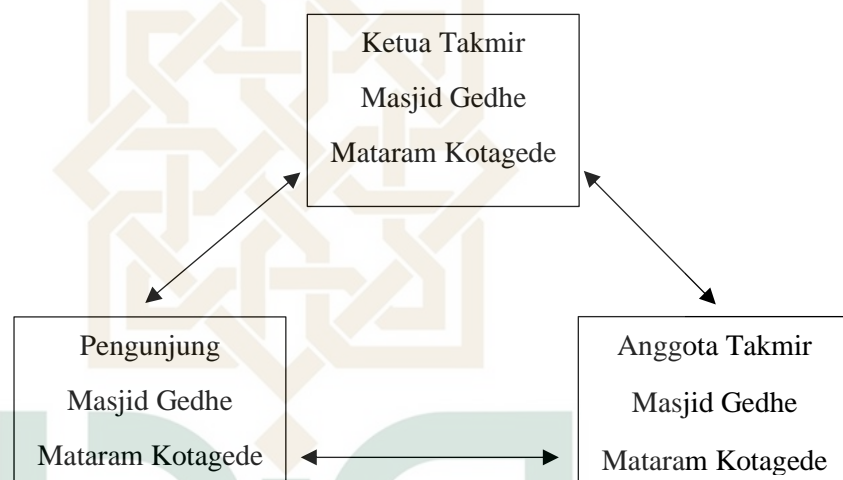 Ketua Takmir
Masjid Gedhe
Mataram Kotagede
Pengunjung
Masjid Gedhe
Mataram Kotagede
Anggota Takmir
Masjid Gedhe
Mataram Kotagede